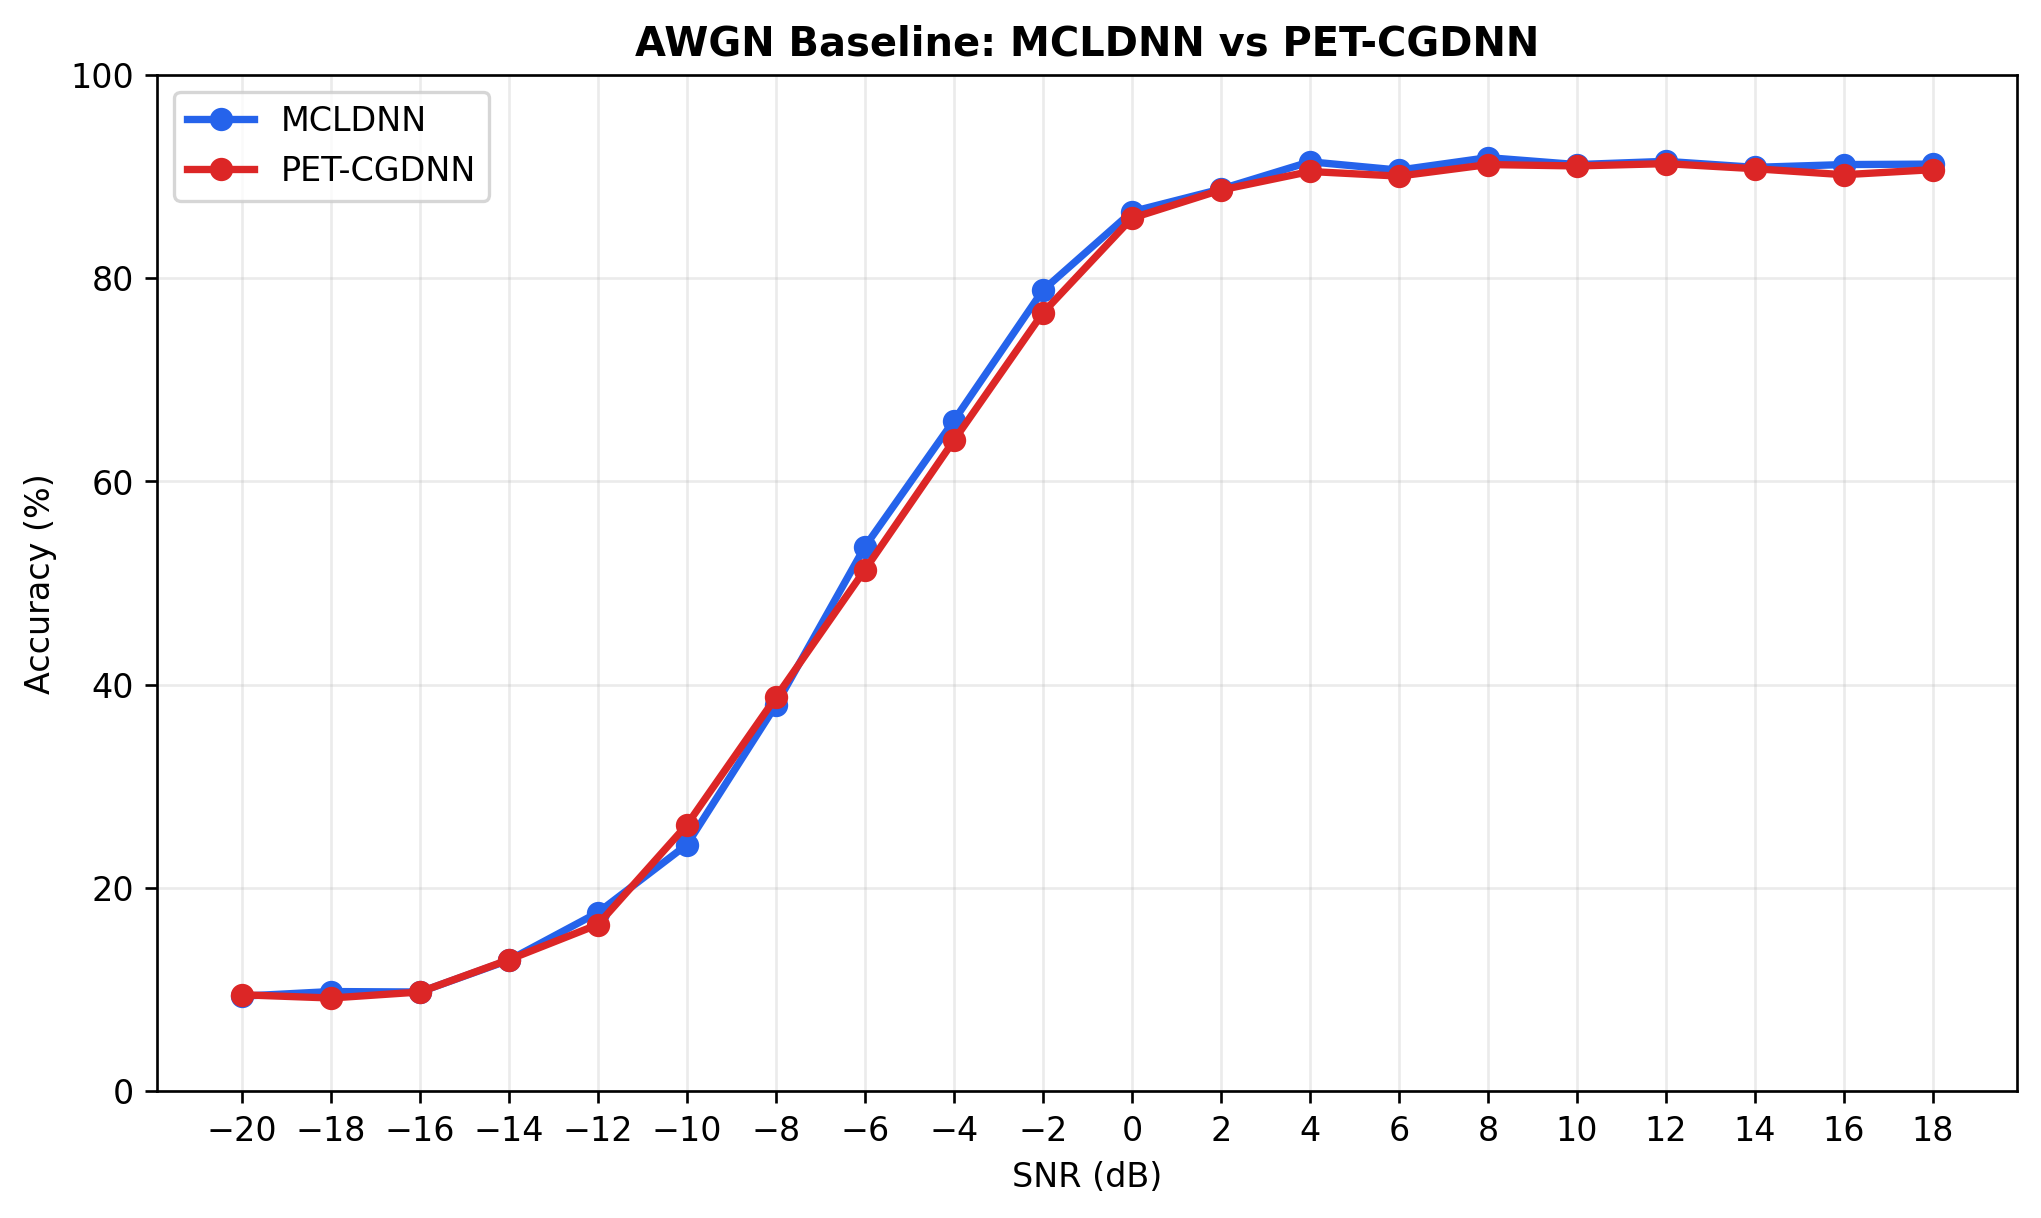 AWGN Baseline: MCLDNN vs PET-CGDNN
MCLDNN
PET-CGDNN
Accuracy (%)
100
80
60
40
20
0
−20 −18 −16 −14 −12 −10 −8 −6 −4 −2 0 2 4 6 8 10 12 14 16 18
SNR (dB)